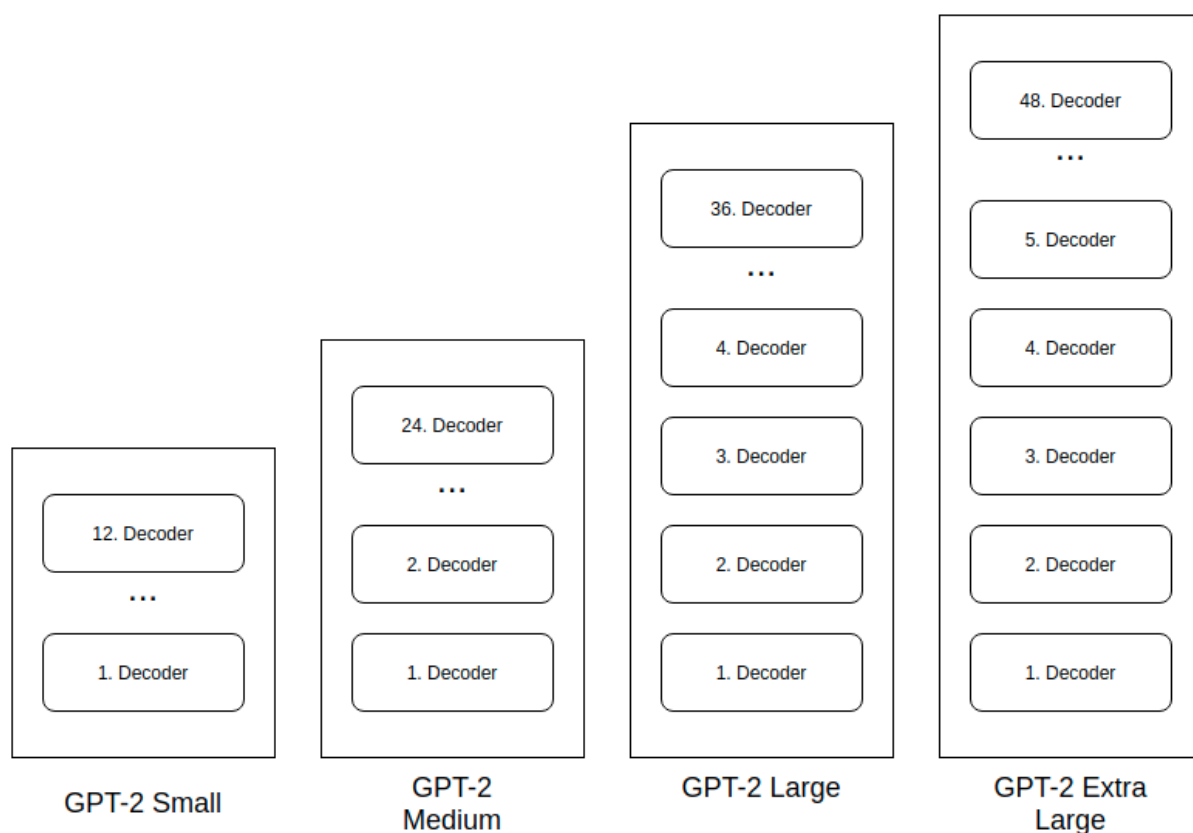 12. Decoder
...
1. Decoder
GPT-2 Small
24. Decoder
...
2. Decoder
1. Decoder
GPT-2
Medium
36. Decoder
...
4. Decoder
3. Decoder
2. Decoder
1. Decoder
GPT-2 Large
48. Decoder
...
5. Decoder
4. Decoder
3. Decoder
2. Decoder
1. Decoder
GPT-2 Extra
Large